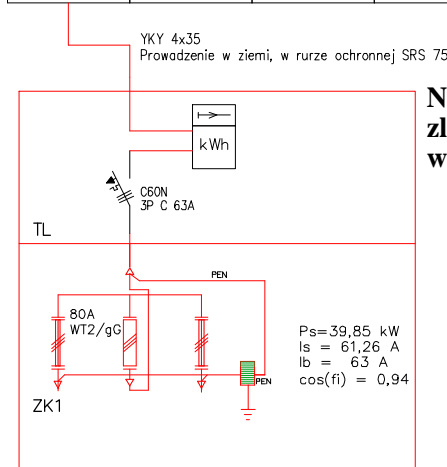 YKY 4x35
Prowadzenie w ziemi, w rurze ochronnej SRS 75
N
zl
w
kWh
C60N
3P C 63A
TL
PEN
80A
WT2/gG
Ps=39,85 kW
Is = 61,26 A
Ib = 63 A
cos(fi) = 0,94
PEN
ZK1